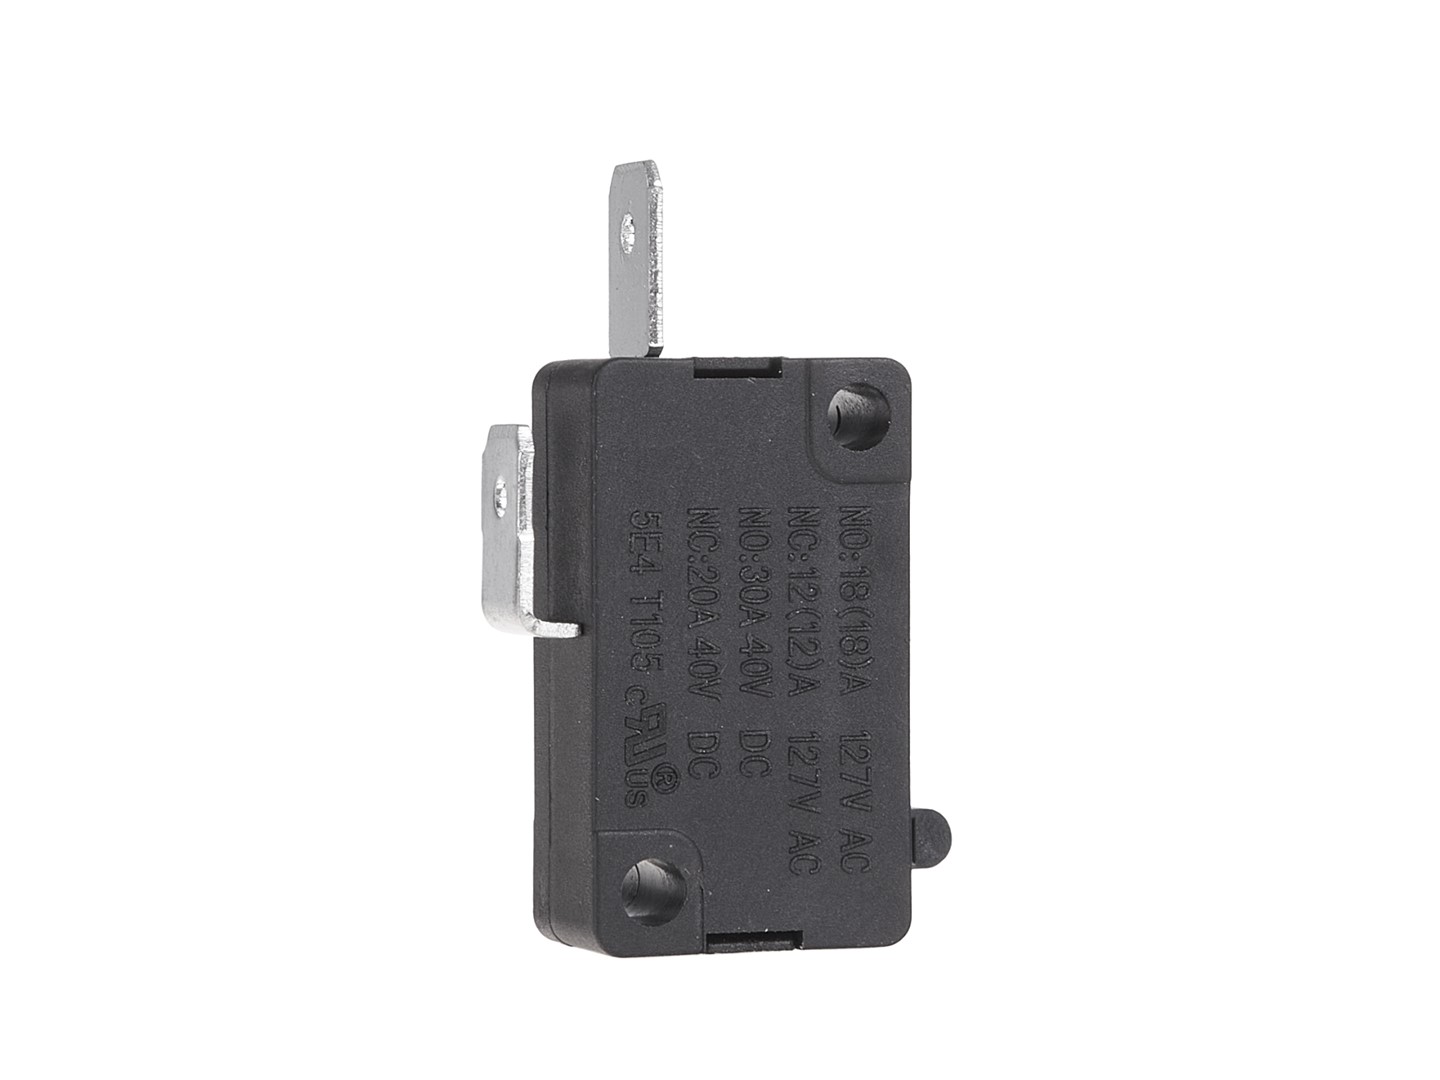 NO:18(18)A 127V AC
NC:12(12)A 127V AC
NO:30A 40V DC
NC:20A 40V DC
5E4 T105 cRUus®